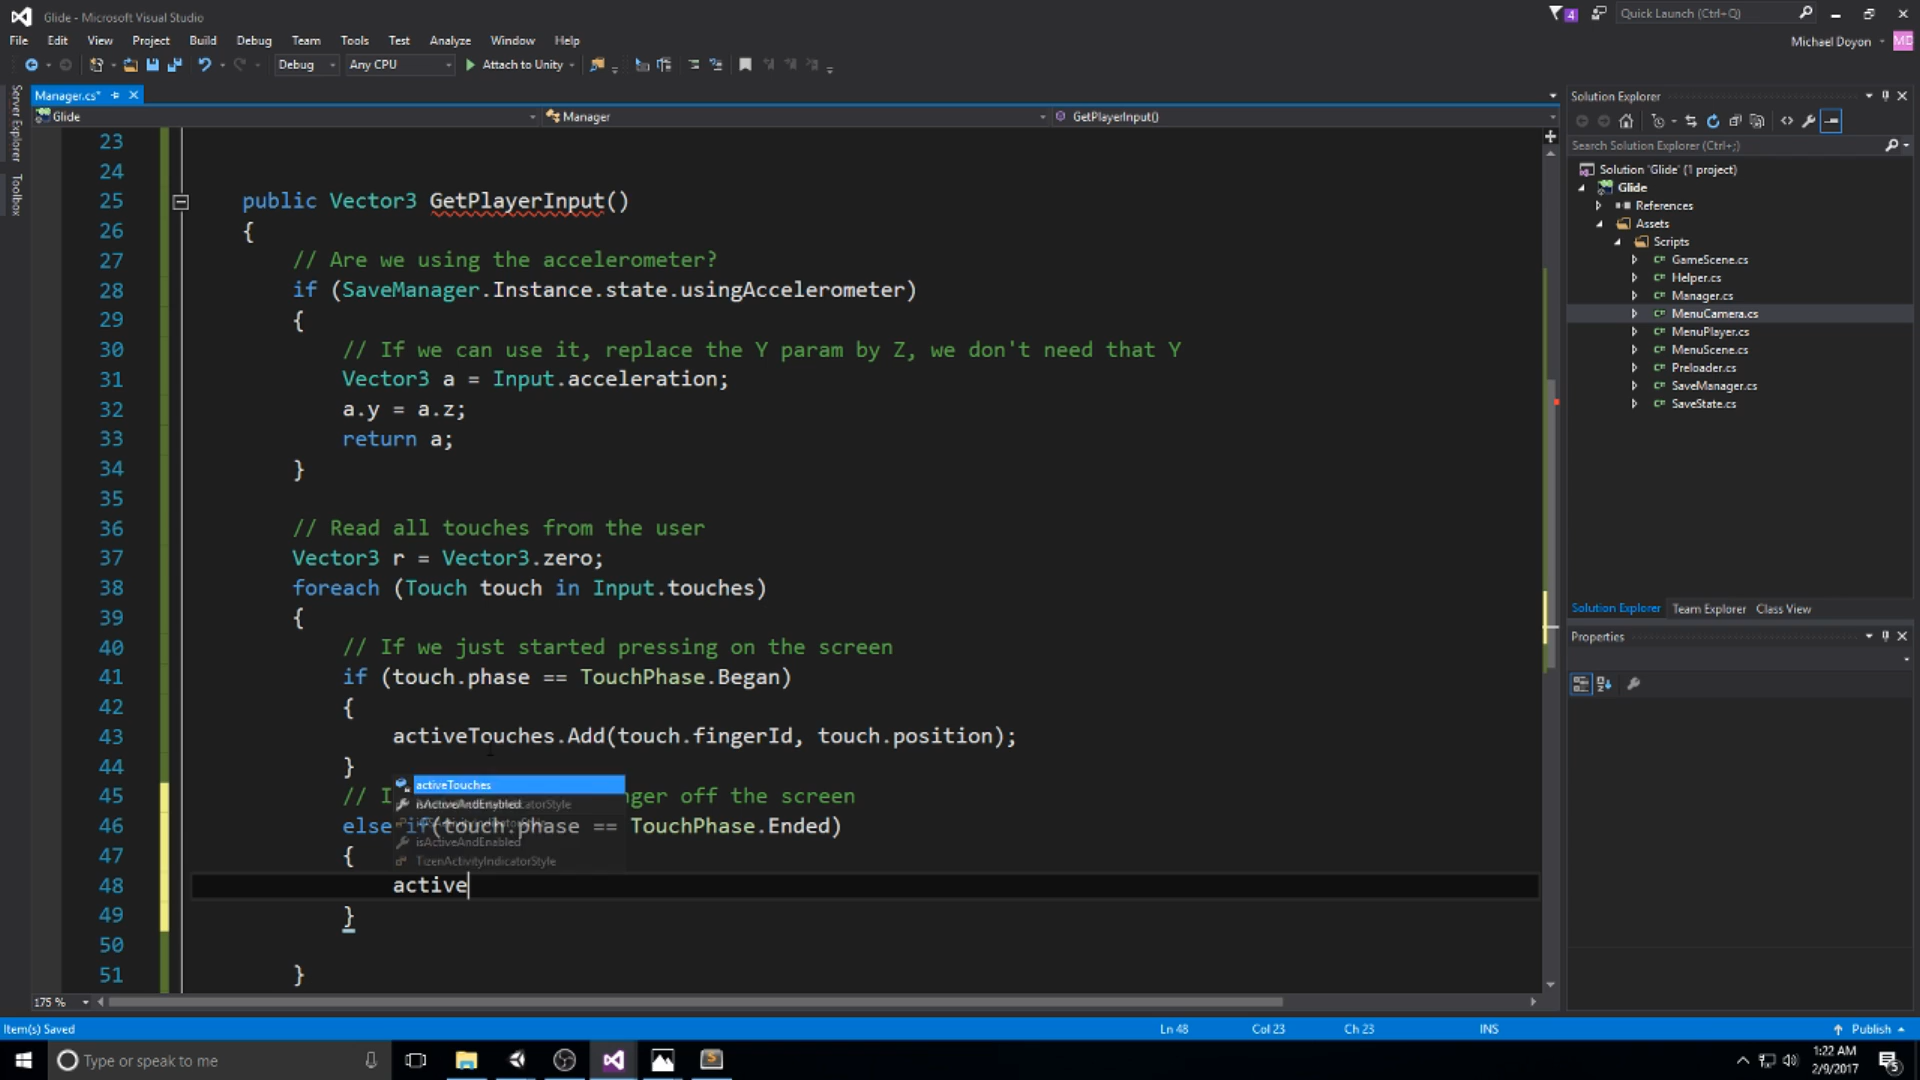 Glide - Microsoft Visual Studio
4
Quick Launch (Ctrl+Q)
File Edit View Project Build Debug Team Tools Test Analyze Window Help
Michael Doyon
MD
Debug
Any CPU
Attach to Unity
Server Explorer
Toolbox
Manager.cs*
Glide
Manager
GetPlayerInput()
23
24
25 public Vector3 GetPlayerInput()
26 {
27 // Are we using the accelerometer?
28 if (SaveManager.Instance.state.usingAccelerometer)
29 {
30 // If we can use it, replace the Y param by Z, we don't need that Y
31 Vector3 a = Input.acceleration;
32 a.y = a.z;
33 return a;
34 }
35
36 // Read all touches from the user
37 Vector3 r = Vector3.zero;
38 foreach (Touch touch in Input.touches)
39 {
40 // If we just started pressing on the screen
41 if (touch.phase == TouchPhase.Began)
42 {
43 activeTouches.Add(touch.fingerId, touch.position);
44 }
activeTouches
45 // off the screen
isActiveAndEnabled
46 else if(touch.phase == TouchPhase.Ended)
isActiveAndEnabled
47 {
TizenActivityIndicatorStyle
48 active
49 }
50
51 }
175 %
Solution Explorer
Search Solution Explorer (Ctrl+;)
Solution 'Glide' (1 project)
Glide
References
Assets
Scripts
GameScene.cs
Helper.cs
Manager.cs
MenuCamera.cs
MenuPlayer.cs
MenuScene.cs
Preloader.cs
SaveManager.cs
SaveState.cs
Solution Explorer Team Explorer Class View
Properties
Item(s) Saved
Ln 48
Col 23
Ch 23
INS
Publish
Type or speak to me
1:22 AM
2/9/2017
5